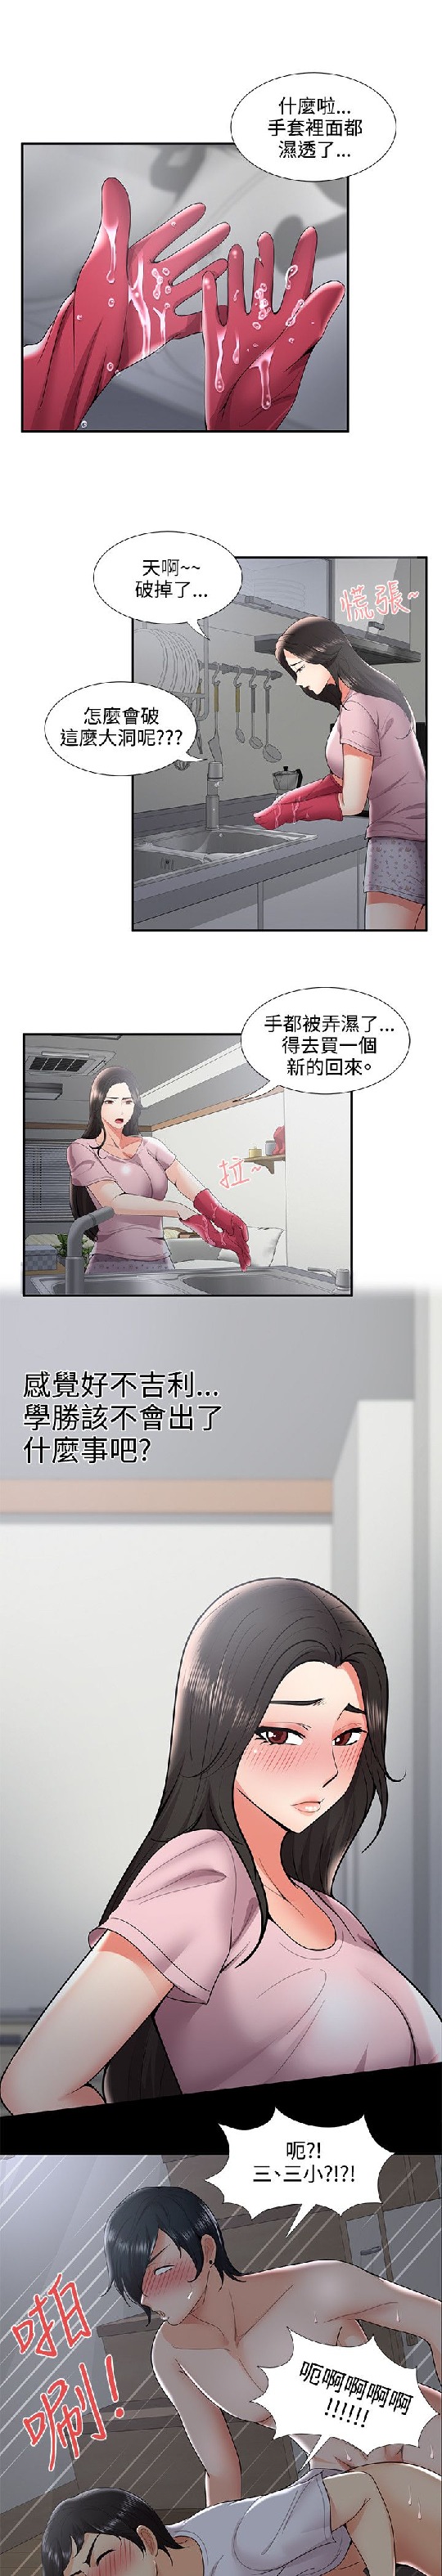 什麼啦...
手套裡面都
濕透了...
天啊~~
破掉了...
慌張~
怎麼會破
這麼大洞呢???
手都被弄濕了...
得去買一個
新的回來。
拉~
感覺好不吉利...
學勝該不會出了
什麼事吧?
呃?!
三、三小?!?!
啪
唰!
呃啊啊啊啊
!!!!!!